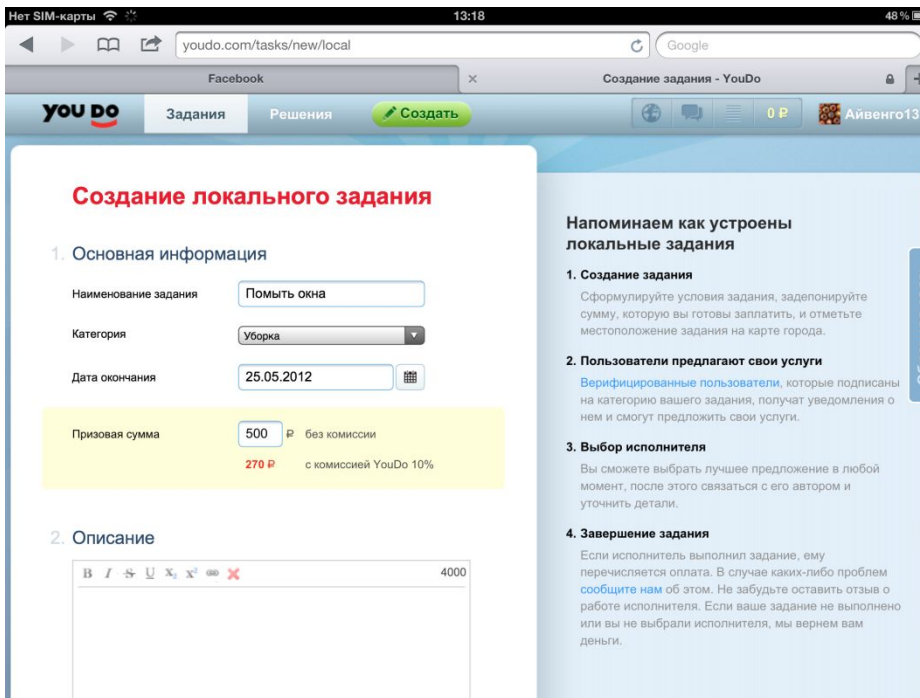 Нет SIM-карты
13:18
48 %
youdo.com/tasks/new/local
Google
Facebook
Создание задания - YouDo
YOU DO
Задания
Решения
Создать
0 ₽
Айвенго13
Создание локального задания
1. Основная информация
Наименование задания
Помыть окна
Категория
Уборка
Дата окончания
25.05.2012
Призовая сумма
500 ₽ без комиссии
270 ₽ с комиссией YouDo 10%
2. Описание
B I S U X₂ X²
4000
Напоминаем как устроены
локальные задания
1. Создание задания
Сформулируйте условия задания, задепонируйте
сумму, которую вы готовы заплатить, и отметьте
местоположение задания на карте города.
2. Пользователи предлагают свои услуги
Верифицированные пользователи, которые подписаны
на категорию вашего задания, получат уведомления о
нем и смогут предложить свои услуги.
3. Выбор исполнителя
Вы сможете выбрать лучшее предложение в любой
момент, после этого связаться с его автором и
уточнить детали.
4. Завершение задания
Если исполнитель выполнил задание, ему
перечисляется оплата. В случае каких-либо проблем
сообщите нам об этом. Не забудьте оставить отзыв о
работе исполнителя. Если ваше задание не выполнено
или вы не выбрали исполнителя, мы вернем вам
деньги.